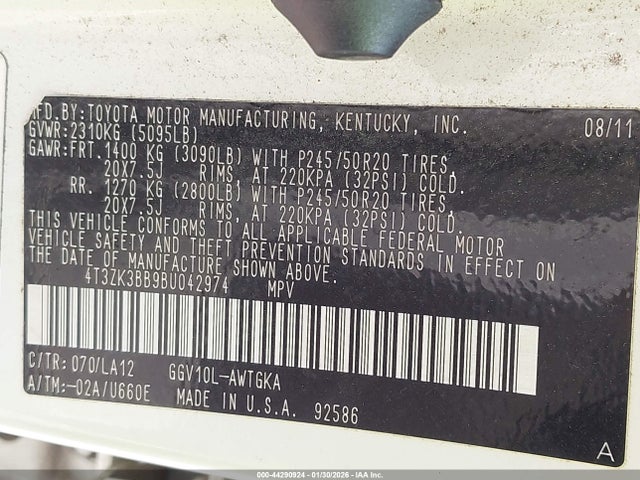 MFD.BY:TOYOTA MOTOR MANUFACTURING, KENTUCKY, INC. 08/11
GVWR:2310KG (5095LB)
GAWR:FRT.1400 KG (3090LB) WITH P245/50R20 TIRES,
20X7.5J RIMS, AT 220KPA (32PSI) COLD.
RR. 1270 KG (2800LB) WITH P245/50R20 TIRES,
20X7.5J RIMS, AT 220KPA (32PSI) COLD.
THIS VEHICLE CONFORMS TO ALL APPLICABLE FEDERAL MOTOR
VEHICLE SAFETY AND THEFT PREVENTION STANDARDS IN EFFECT ON
THE DATE OF MANUFACTURE SHOWN ABOVE.
4T3ZK3BB9BU042974 MPV
C/TR: 070/LA12 GGV10L-AWTGKA
A/TM:-02A/U660E MADE IN U.S.A. 92586
A
000-44290924 - 01/30/2026 - IAA Inc.